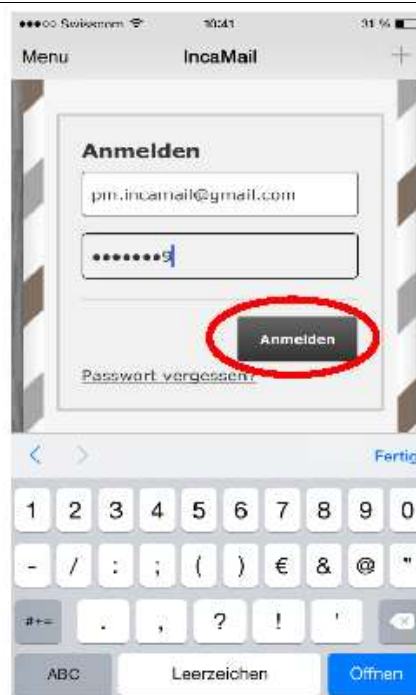 ●●●○○ Swisscom 10:41 31 %
Menu IncaMail +
Anmelden
pm.incamail@gmail.com
●●●●●●●9
Anmelden
Passwort vergessen?
< > Fertig
1 2 3 4 5 6 7 8 9 0
- / : ; ( ) € & @ "
#+= . , ? ! '
ABC Leerzeichen Öffnen